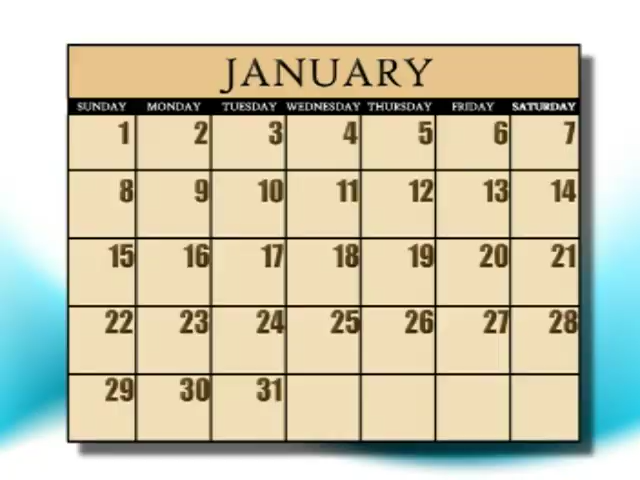 JANUARY
SUNDAY MONDAY TUESDAY WEDNESDAY THURSDAY FRIDAY SATURDAY
1 2 3 4 5 6 7
8 9 10 11 12 13 14
15 16 17 18 19 20 21
22 23 24 25 26 27 28
29 30 31